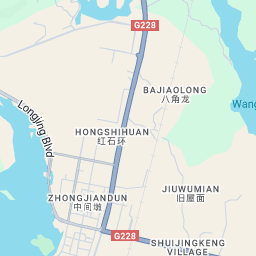 G228
BAJIAOLONG
八角龙
Wang
Longjing Blvd
HONGSHIHUAN
红石环
ZHONGJIANDUN
中间墩
JIUWUMIAN
旧屋面
G228
SHUIJINGKENG
VILLAGE